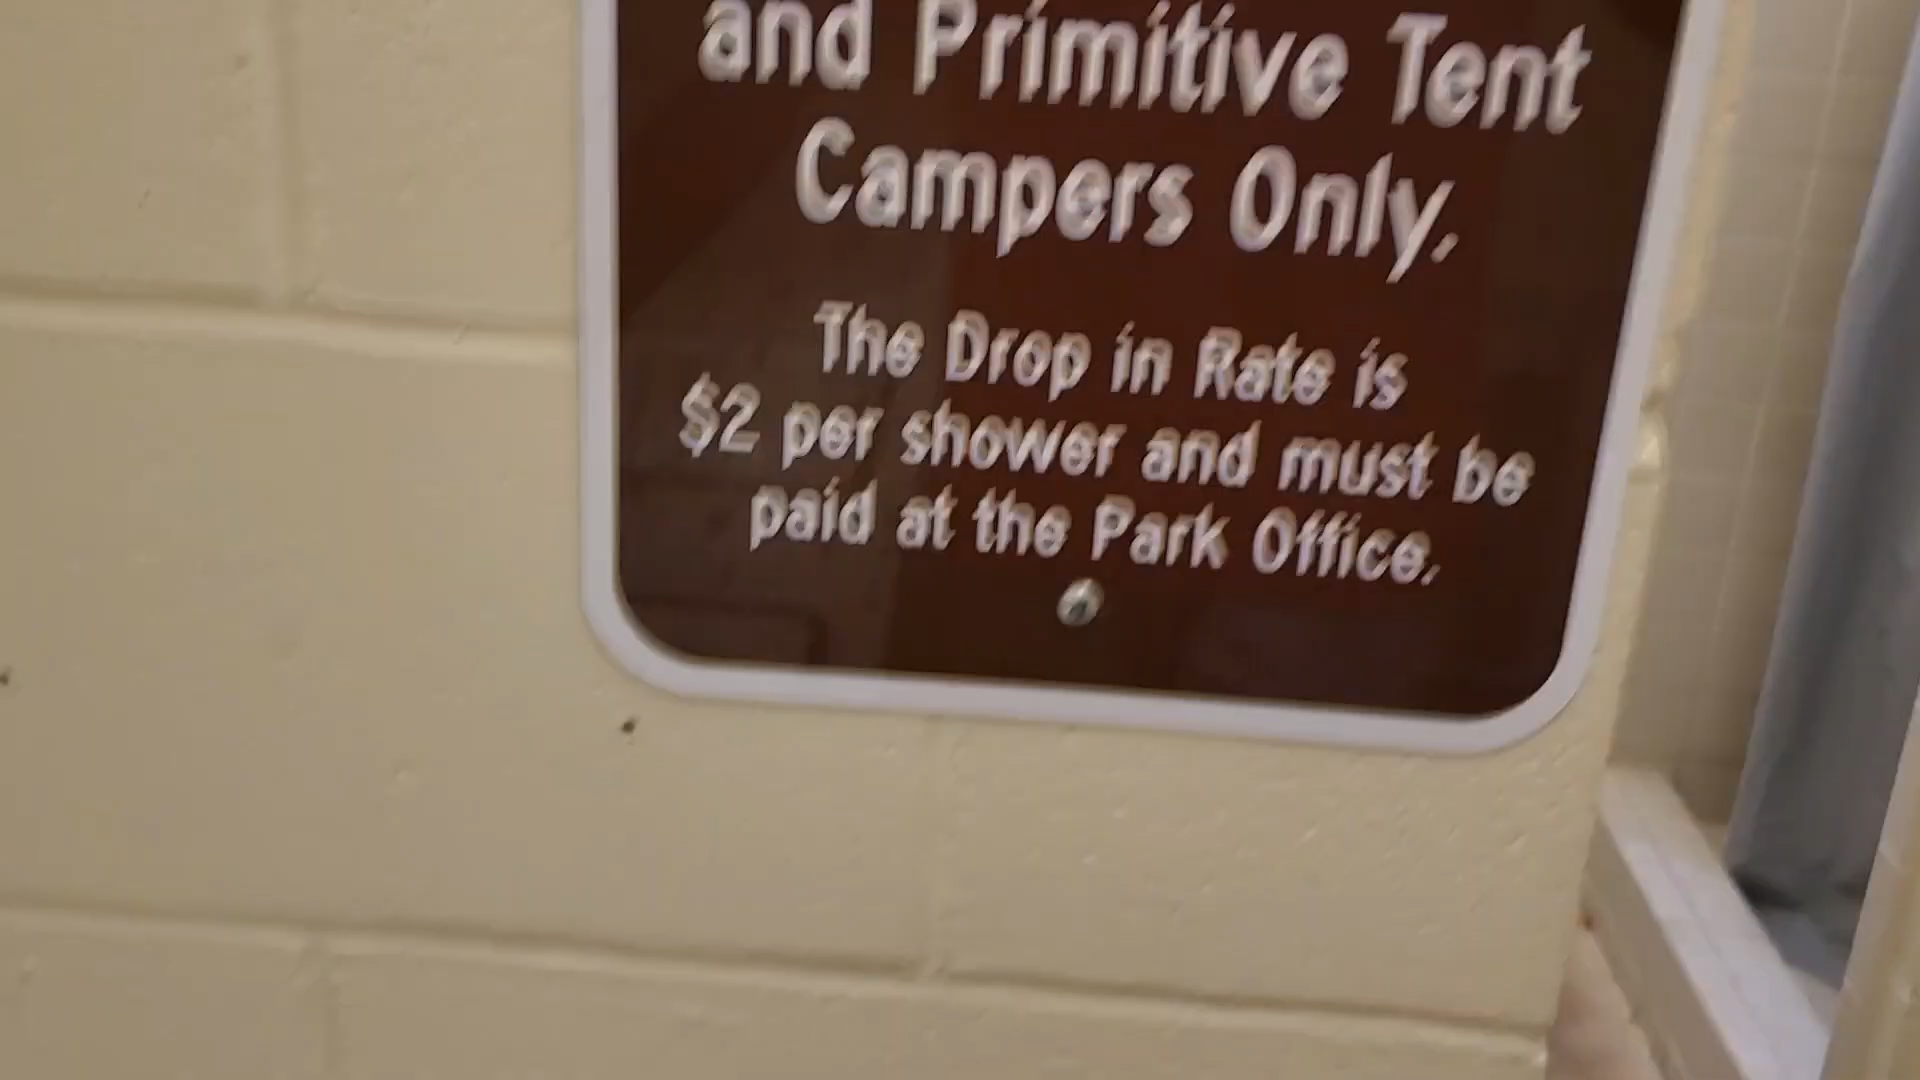 and Primitive Tent
Campers Only.
The Drop in Rate is
$2 per shower and must be
paid at the Park Office.